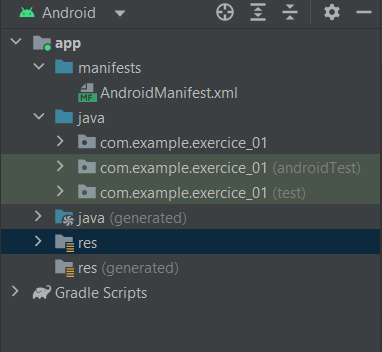 Android
app
manifests
MF AndroidManifest.xml
java
com.example.exercice_01
com.example.exercice_01 (androidTest)
com.example.exercice_01 (test)
java (generated)
res
res (generated)
Gradle Scripts